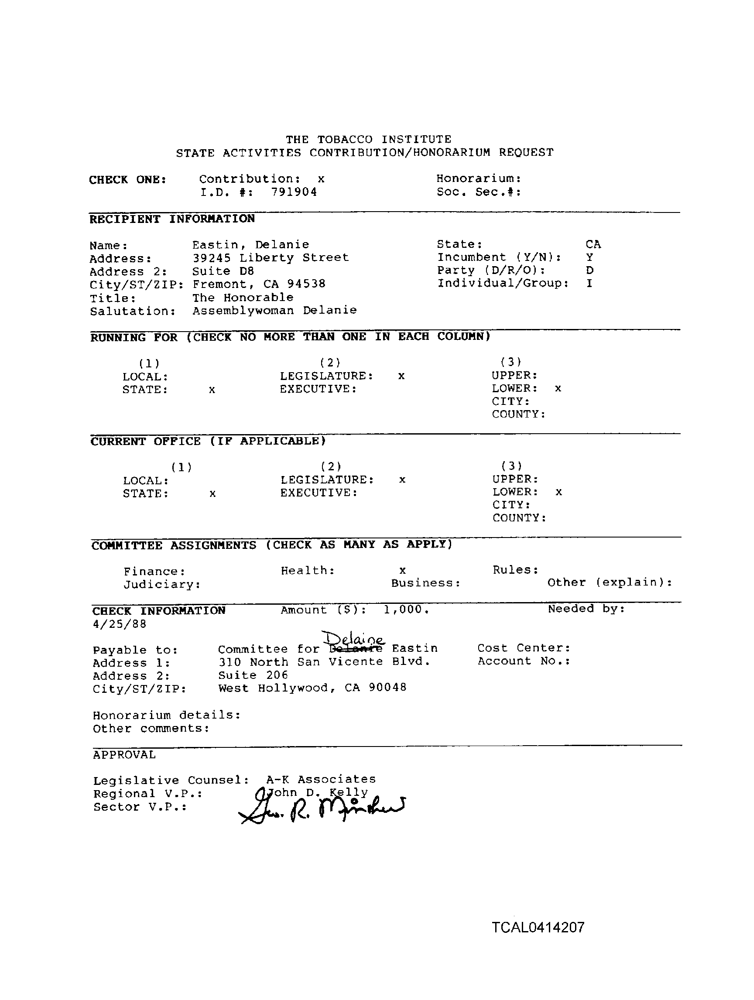 THE TOBACCO INSTITUTE
STATE ACTIVITIES CONTRIBUTION/HONORARIUM REQUEST
CHECK ONE: Contribution: x Honorarium:
I.D. #: 791904 Soc. Sec.#:
RECIPIENT INFORMATION
Name: Eastin, Delanie State: CA
Address: 39245 Liberty Street Incumbent (Y/N): Y
Address 2: Suite D8 Party (D/R/O): D
City/ST/ZIP: Fremont, CA 94538 Individual/Group: I
Title: The Honorable
Salutation: Assemblywoman Delanie
RUNNING FOR (CHECK NO MORE THAN ONE IN EACH COLUMN)
(1) (2) (3)
LOCAL: LEGISLATURE: x UPPER:
STATE: x EXECUTIVE: LOWER: x
CITY:
COUNTY:
CURRENT OFFICE (IF APPLICABLE)
(1) (2) (3)
LOCAL: LEGISLATURE: x UPPER:
STATE: x EXECUTIVE: LOWER: x
CITY:
COUNTY:
COMMITTEE ASSIGNMENTS (CHECK AS MANY AS APPLY)
Finance: Health: x Rules:
Judiciary: Business: Other (explain):
CHECK INFORMATION Amount ($): 1,000. Needed by:
4/25/88
Delaine
Payable to: Committee for Eastin Cost Center:
Address 1: 310 North San Vicente Blvd. Account No.:
Address 2: Suite 206
City/ST/ZIP: West Hollywood, CA 90048
Honorarium details:
Other comments:
APPROVAL
Legislative Counsel: A-K Associates
Regional V.P.: John D. Kelly
Sector V.P.: R.
TCAL0414207